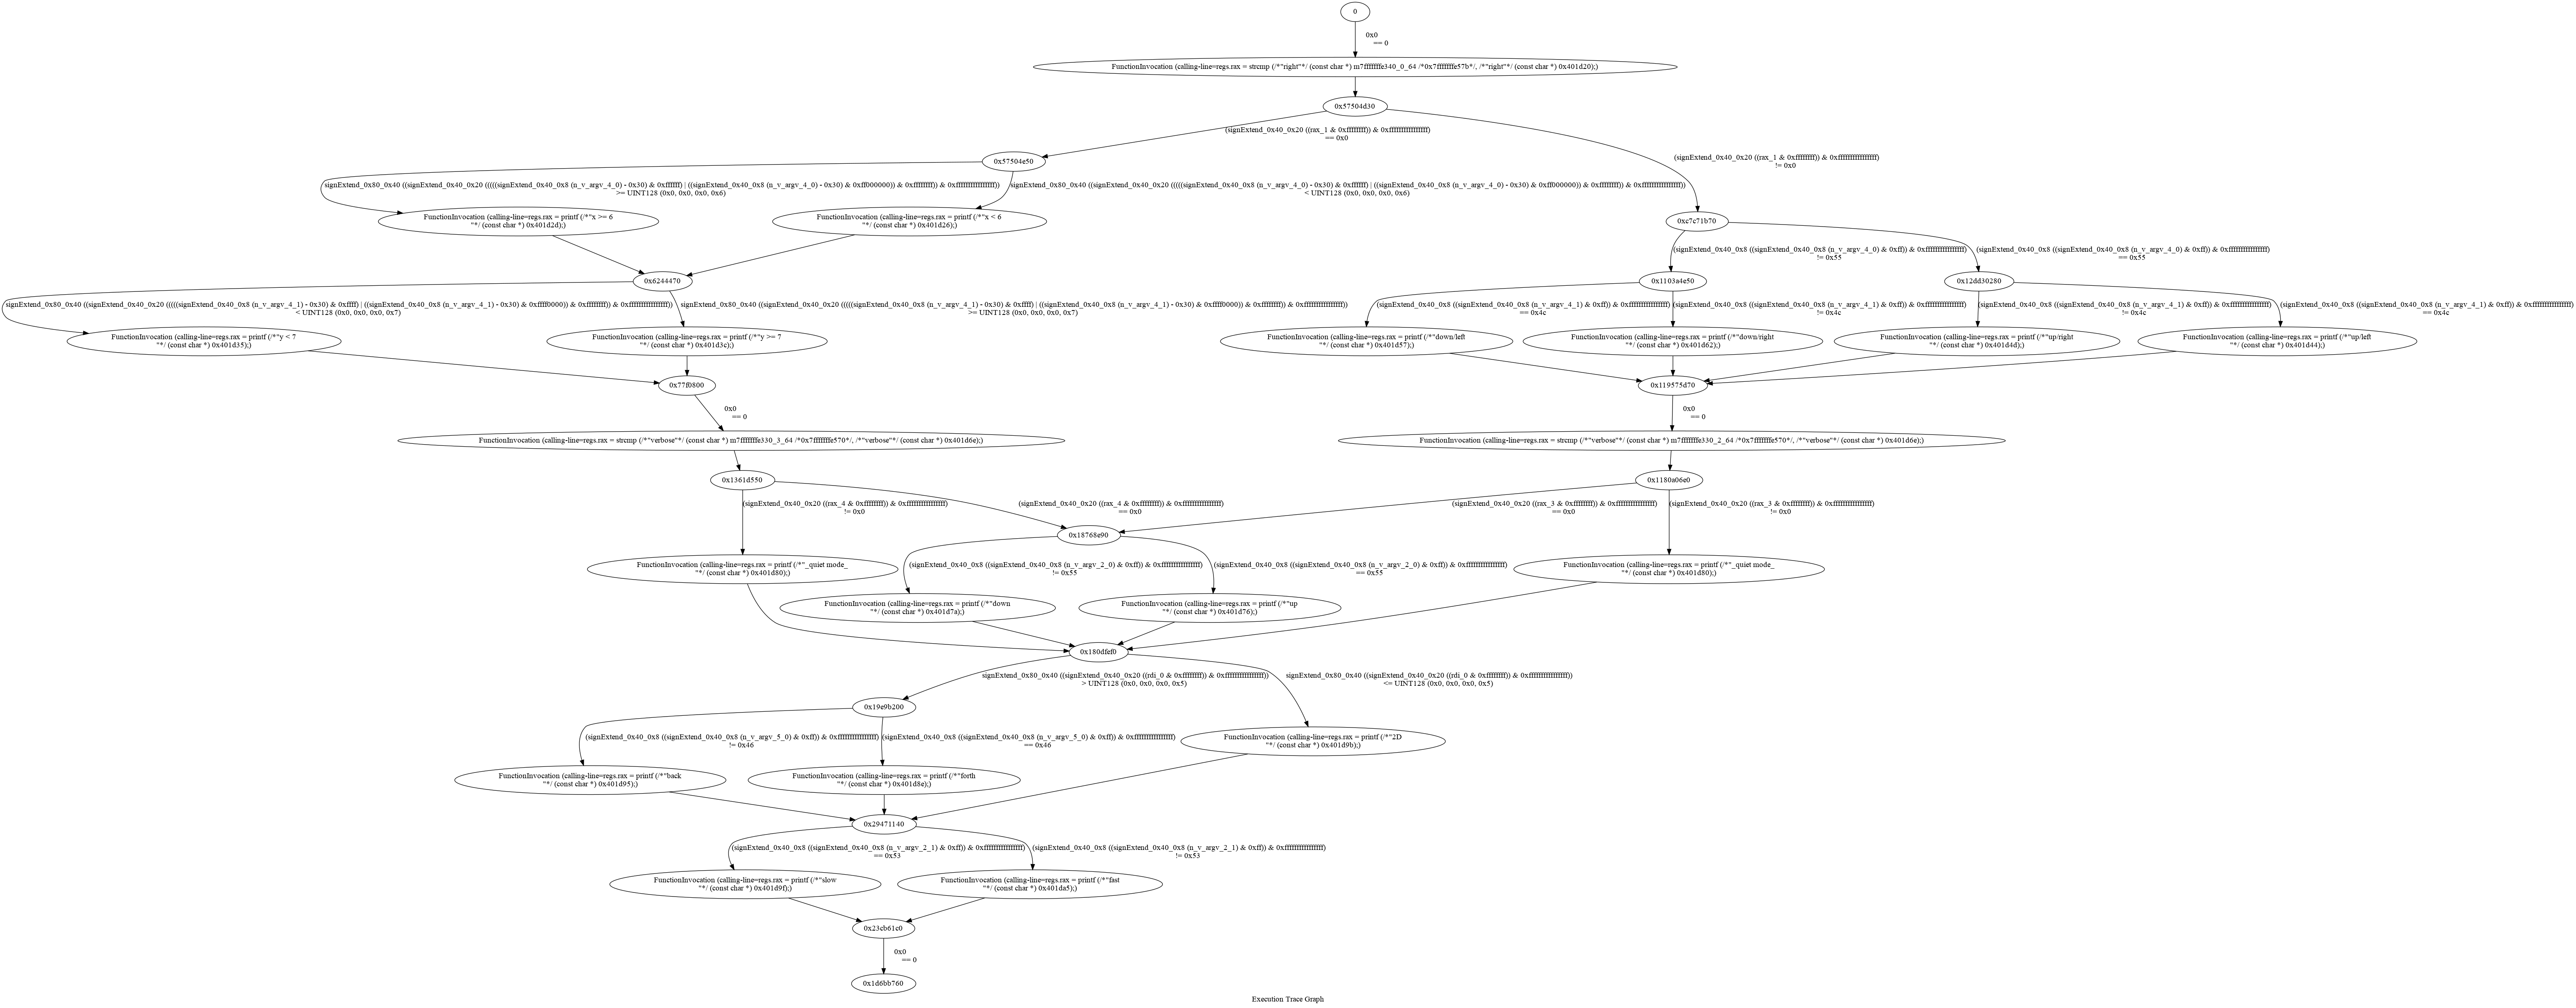 0
0x0
== 0
FunctionInvocation (calling-line=regs.rax = strcmp (/*"right"*/ (const char *) m7fffffffe340_0_64 /*0x7fffffffe57b*/, /*"right"*/ (const char *) 0x401d20);)
0x57504d30
(signExtend_0x40_0x20 ((rax_1 & 0xffffffff)) & 0xffffffffffffffff)
== 0x0
(signExtend_0x40_0x20 ((rax_1 & 0xffffffff)) & 0xffffffffffffffff)
!= 0x0
0x57504e50
signExtend_0x80_0x40 ((signExtend_0x40_0x20 (((((signExtend_0x40_0x8 (n_v_argv_4_0) - 0x30) & 0xffffff) | ((signExtend_0x40_0x8 (n_v_argv_4_0) - 0x30) & 0xff000000)) & 0xffffffff)) & 0xffffffffffffffff))
>= UINT128 (0x0, 0x0, 0x0, 0x6)
signExtend_0x80_0x40 ((signExtend_0x40_0x20 (((((signExtend_0x40_0x8 (n_v_argv_4_0) - 0x30) & 0xffffff) | ((signExtend_0x40_0x8 (n_v_argv_4_0) - 0x30) & 0xff000000)) & 0xffffffff)) & 0xffffffffffffffff))
< UINT128 (0x0, 0x0, 0x0, 0x6)
FunctionInvocation (calling-line=regs.rax = printf (/*"x >= 6
"*/ (const char *) 0x401d2d);)
FunctionInvocation (calling-line=regs.rax = printf (/*"x < 6
"*/ (const char *) 0x401d26);)
0xc7c71b70
(signExtend_0x40_0x8 ((signExtend_0x40_0x8 (n_v_argv_4_0) & 0xff)) & 0xffffffffffffffff)
!= 0x55
(signExtend_0x40_0x8 ((signExtend_0x40_0x8 (n_v_argv_4_0) & 0xff)) & 0xffffffffffffffff)
== 0x55
0x6244470
0x1103a4e50
0x12dd30280
signExtend_0x80_0x40 ((signExtend_0x40_0x20 (((((signExtend_0x40_0x8 (n_v_argv_4_1) - 0x30) & 0xffff) | ((signExtend_0x40_0x8 (n_v_argv_4_1) - 0x30) & 0xffff0000)) & 0xffffffff)) & 0xffffffffffffffff))
< UINT128 (0x0, 0x0, 0x0, 0x7)
signExtend_0x80_0x40 ((signExtend_0x40_0x20 (((((signExtend_0x40_0x8 (n_v_argv_4_1) - 0x30) & 0xffff) | ((signExtend_0x40_0x8 (n_v_argv_4_1) - 0x30) & 0xffff0000)) & 0xffffffff)) & 0xffffffffffffffff))
>= UINT128 (0x0, 0x0, 0x0, 0x7)
(signExtend_0x40_0x8 ((signExtend_0x40_0x8 (n_v_argv_4_1) & 0xff)) & 0xffffffffffffffff)
== 0x4c
(signExtend_0x40_0x8 ((signExtend_0x40_0x8 (n_v_argv_4_1) & 0xff)) & 0xffffffffffffffff)
!= 0x4c
(signExtend_0x40_0x8 ((signExtend_0x40_0x8 (n_v_argv_4_1) & 0xff)) & 0xffffffffffffffff)
!= 0x4c
(signExtend_0x40_0x8 ((signExtend_0x40_0x8 (n_v_argv_4_1) & 0xff)) & 0xffffffffffffffff)
== 0x4c
FunctionInvocation (calling-line=regs.rax = printf (/*"y < 7
"*/ (const char *) 0x401d35);)
FunctionInvocation (calling-line=regs.rax = printf (/*"y >= 7
"*/ (const char *) 0x401d3c);)
FunctionInvocation (calling-line=regs.rax = printf (/*"down/left
"*/ (const char *) 0x401d57);)
FunctionInvocation (calling-line=regs.rax = printf (/*"down/right
"*/ (const char *) 0x401d62);)
FunctionInvocation (calling-line=regs.rax = printf (/*"up/right
"*/ (const char *) 0x401d4d);)
FunctionInvocation (calling-line=regs.rax = printf (/*"up/left
"*/ (const char *) 0x401d44);)
0x77f0800
0x119575d70
0x0
== 0
0x0
== 0
FunctionInvocation (calling-line=regs.rax = strcmp (/*"verbose"*/ (const char *) m7fffffffe330_3_64 /*0x7fffffffe570*/, /*"verbose"*/ (const char *) 0x401d6e);)
FunctionInvocation (calling-line=regs.rax = strcmp (/*"verbose"*/ (const char *) m7fffffffe330_2_64 /*0x7fffffffe570*/, /*"verbose"*/ (const char *) 0x401d6e);)
0x1361d550
0x1180a06e0
(signExtend_0x40_0x20 ((rax_4 & 0xffffffff)) & 0xffffffffffffffff)
!= 0x0
(signExtend_0x40_0x20 ((rax_4 & 0xffffffff)) & 0xffffffffffffffff)
== 0x0
(signExtend_0x40_0x20 ((rax_3 & 0xffffffff)) & 0xffffffffffffffff)
== 0x0
(signExtend_0x40_0x20 ((rax_3 & 0xffffffff)) & 0xffffffffffffffff)
!= 0x0
0x18768e90
FunctionInvocation (calling-line=regs.rax = printf (/*"_quiet mode_
"*/ (const char *) 0x401d80);)
(signExtend_0x40_0x8 ((signExtend_0x40_0x8 (n_v_argv_2_0) & 0xff)) & 0xffffffffffffffff)
!= 0x55
(signExtend_0x40_0x8 ((signExtend_0x40_0x8 (n_v_argv_2_0) & 0xff)) & 0xffffffffffffffff)
== 0x55
FunctionInvocation (calling-line=regs.rax = printf (/*"_quiet mode_
"*/ (const char *) 0x401d80);)
FunctionInvocation (calling-line=regs.rax = printf (/*"down
"*/ (const char *) 0x401d7a);)
FunctionInvocation (calling-line=regs.rax = printf (/*"up
"*/ (const char *) 0x401d76);)
0x180dfef0
signExtend_0x80_0x40 ((signExtend_0x40_0x20 ((rdi_0 & 0xffffffff)) & 0xffffffffffffffff))
> UINT128 (0x0, 0x0, 0x0, 0x5)
signExtend_0x80_0x40 ((signExtend_0x40_0x20 ((rdi_0 & 0xffffffff)) & 0xffffffffffffffff))
<= UINT128 (0x0, 0x0, 0x0, 0x5)
0x19e9b200
(signExtend_0x40_0x8 ((signExtend_0x40_0x8 (n_v_argv_5_0) & 0xff)) & 0xffffffffffffffff)
!= 0x46
(signExtend_0x40_0x8 ((signExtend_0x40_0x8 (n_v_argv_5_0) & 0xff)) & 0xffffffffffffffff)
== 0x46
FunctionInvocation (calling-line=regs.rax = printf (/*"2D
"*/ (const char *) 0x401d9b);)
FunctionInvocation (calling-line=regs.rax = printf (/*"back
"*/ (const char *) 0x401d95);)
FunctionInvocation (calling-line=regs.rax = printf (/*"forth
"*/ (const char *) 0x401d8e);)
0x29471140
(signExtend_0x40_0x8 ((signExtend_0x40_0x8 (n_v_argv_2_1) & 0xff)) & 0xffffffffffffffff)
== 0x53
(signExtend_0x40_0x8 ((signExtend_0x40_0x8 (n_v_argv_2_1) & 0xff)) & 0xffffffffffffffff)
!= 0x53
FunctionInvocation (calling-line=regs.rax = printf (/*"slow
"*/ (const char *) 0x401d9f);)
FunctionInvocation (calling-line=regs.rax = printf (/*"fast
"*/ (const char *) 0x401da5);)
0x23cb61c0
0x0
== 0
0x1d6bb760
Execution Trace Graph